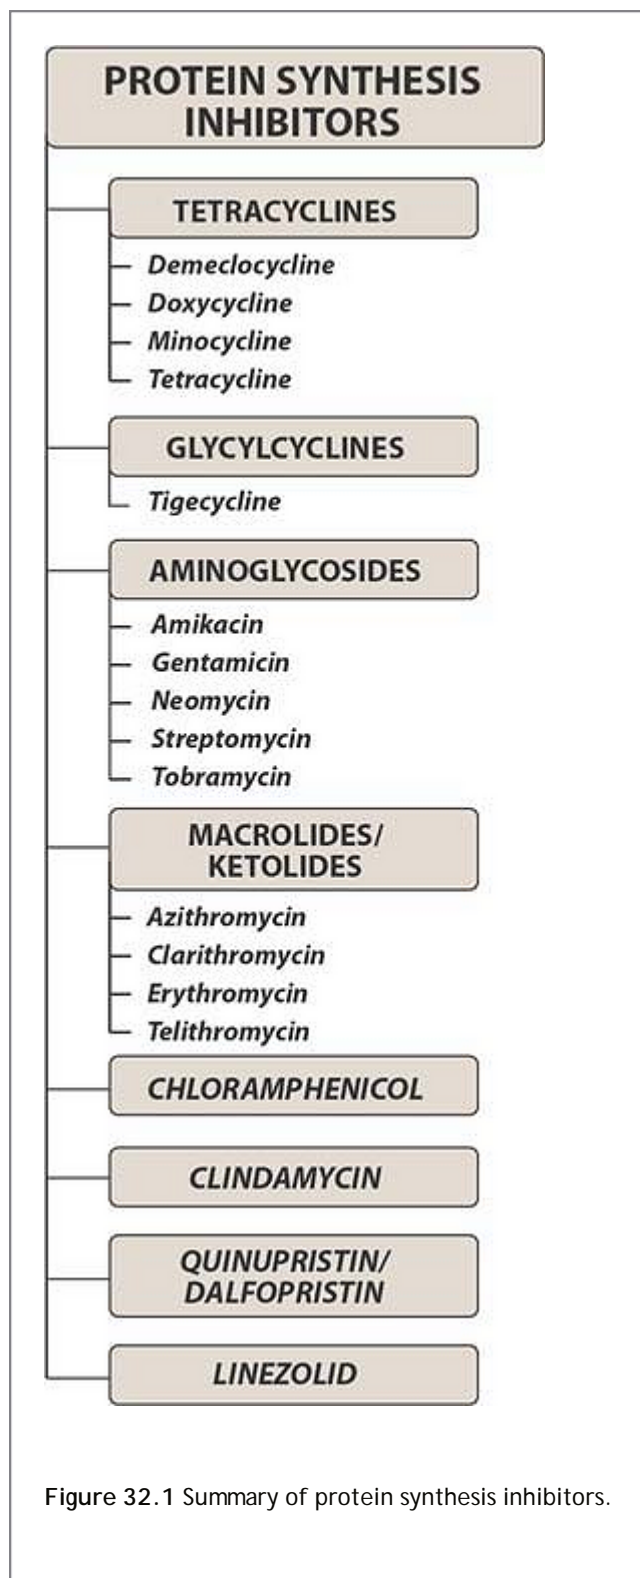 PROTEIN SYNTHESIS
INHIBITORS
TETRACYCLINES
Demeclocycline
Doxycycline
Minocycline
Tetracycline
GLYCYLCYCLINES
Tigecycline
AMINOGLYCOSIDES
Amikacin
Gentamicin
Neomycin
Streptomycin
Tobramycin
MACROLIDES/
KETOLIDES
Azithromycin
Clarithromycin
Erythromycin
Telithromycin
CHLORAMPHENICOL
CLINDAMYCIN
QUINUPRISTIN/
DALFOPRISTIN
LINEZOLID
Figure 32.1 Summary of protein synthesis inhibitors.